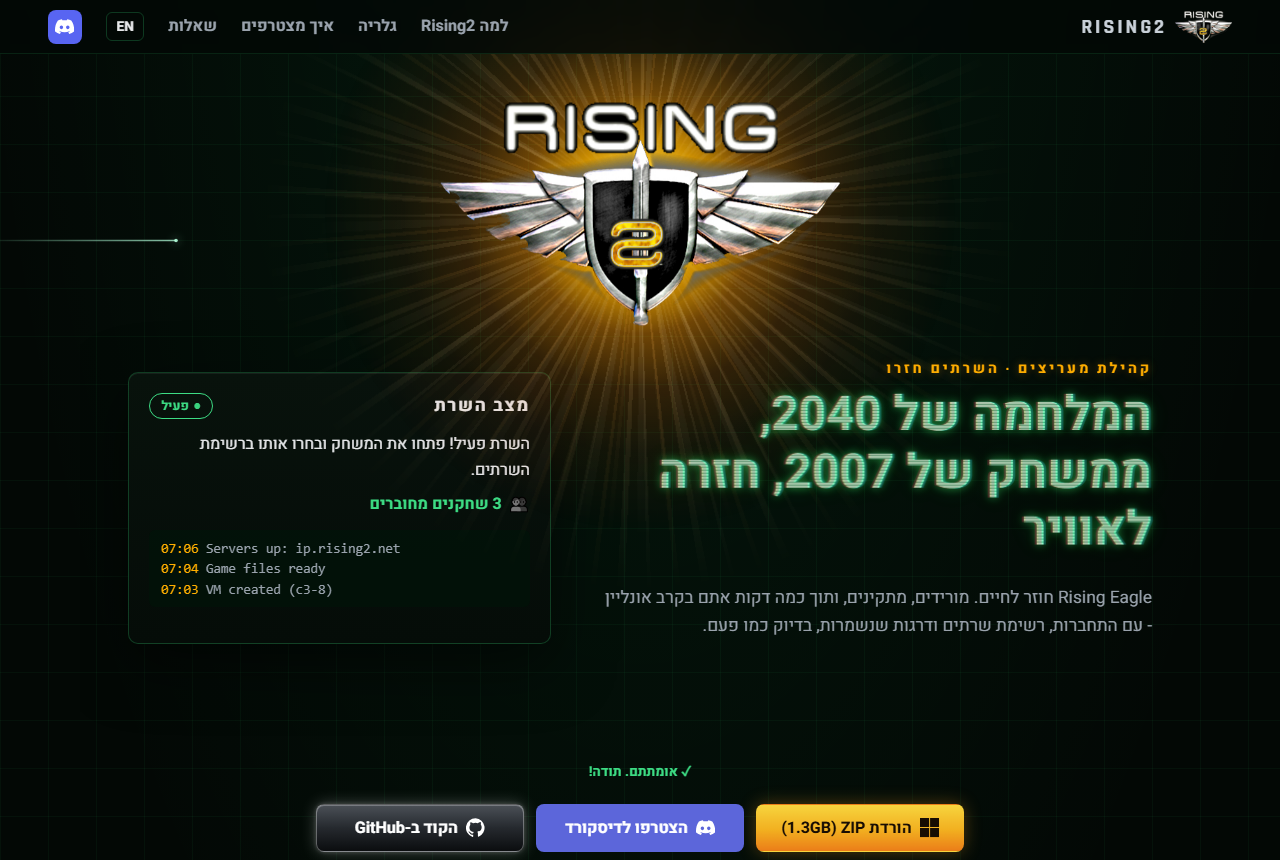 RISING
RISING2
למה Rising2
גלריה
איך מצטרפים
שאלות
EN
RISING
2
קהילת מעריצים · השרתים חזרו
המלחמה של 2040,
ממשחק של 2007, חזרה
לאוויר
Rising Eagle חוזר לחיים. מורידים, מתקינים, ותוך כמה דקות אתם בקרב אונליין
- עם התחברות, רשימת שרתים ודרגות שנשמרות, בדיוק כמו פעם.
מצב השרת
● פעיל
השרת פעיל! פתחו את המשחק ובחרו אותו ברשימת
השרתים.
3 שחקנים מחוברים
07:06 Servers up: ip.rising2.net
07:04 Game files ready
07:03 VM created (c3-8)
✓ אומתתם. תודה!
הורדת ZIP (1.3GB)
הצטרפו לדיסקורד
הקוד ב-GitHub